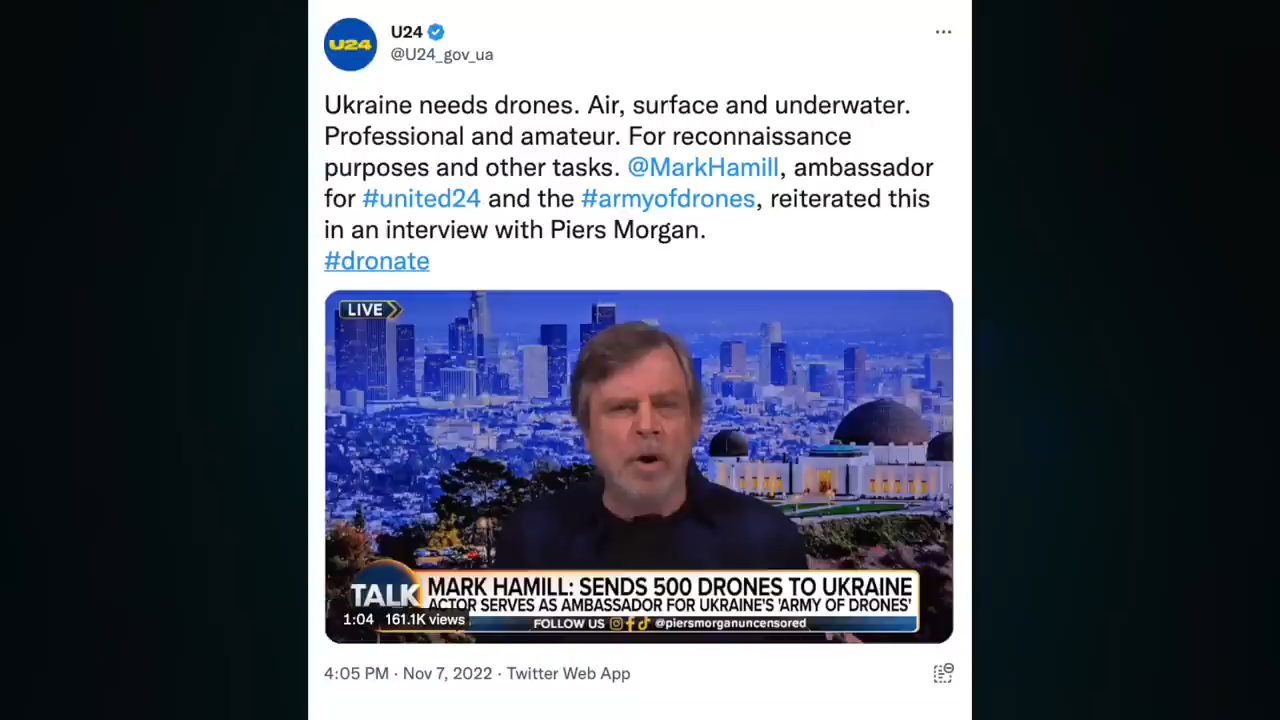 U24
U24
@U24_gov_ua
Ukraine needs drones. Air, surface and underwater.
Professional and amateur. For reconnaissance
purposes and other tasks. @MarkHamill, ambassador
for #united24 and the #armyofdrones, reiterated this
in an interview with Piers Morgan.
#dronate
LIVE
TALK
MARK HAMILL: SENDS 500 DRONES TO UKRAINE
ACTOR SERVES AS AMBASSADOR FOR UKRAINE'S 'ARMY OF DRONES'
1:04 161.1K views
FOLLOW US @piersmorganuncensored
4:05 PM · Nov 7, 2022 · Twitter Web App